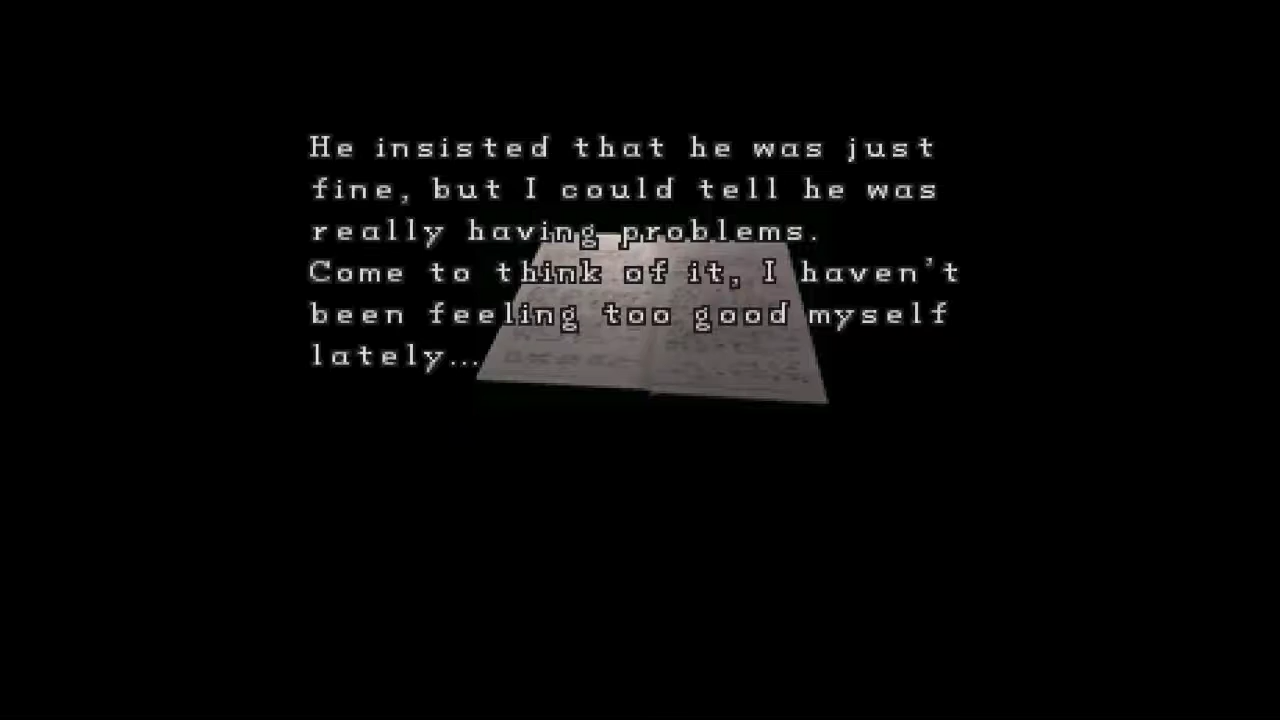 He insisted that he was just
fine, but I could tell he was
really having problems.
Come to think of it, I haven't
been feeling too good myself
lately...